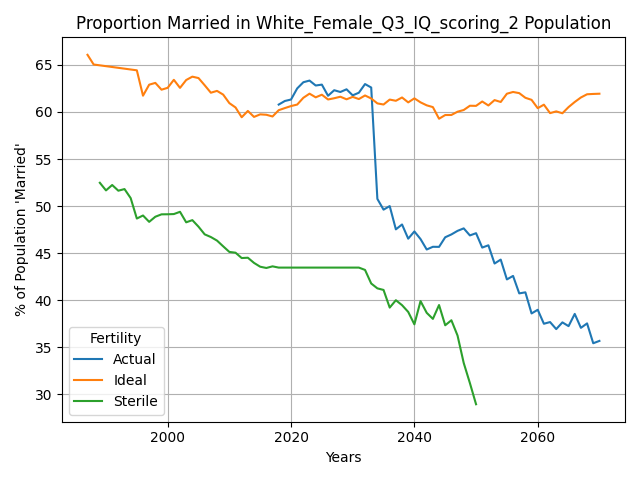 Proportion Married in White_Female_Q3_IQ_scoring_2 Population
% of Population 'Married'
65
60
55
50
45
40
35
30
Fertility
Actual
Ideal
Sterile
2000 2020 2040 2060
Years